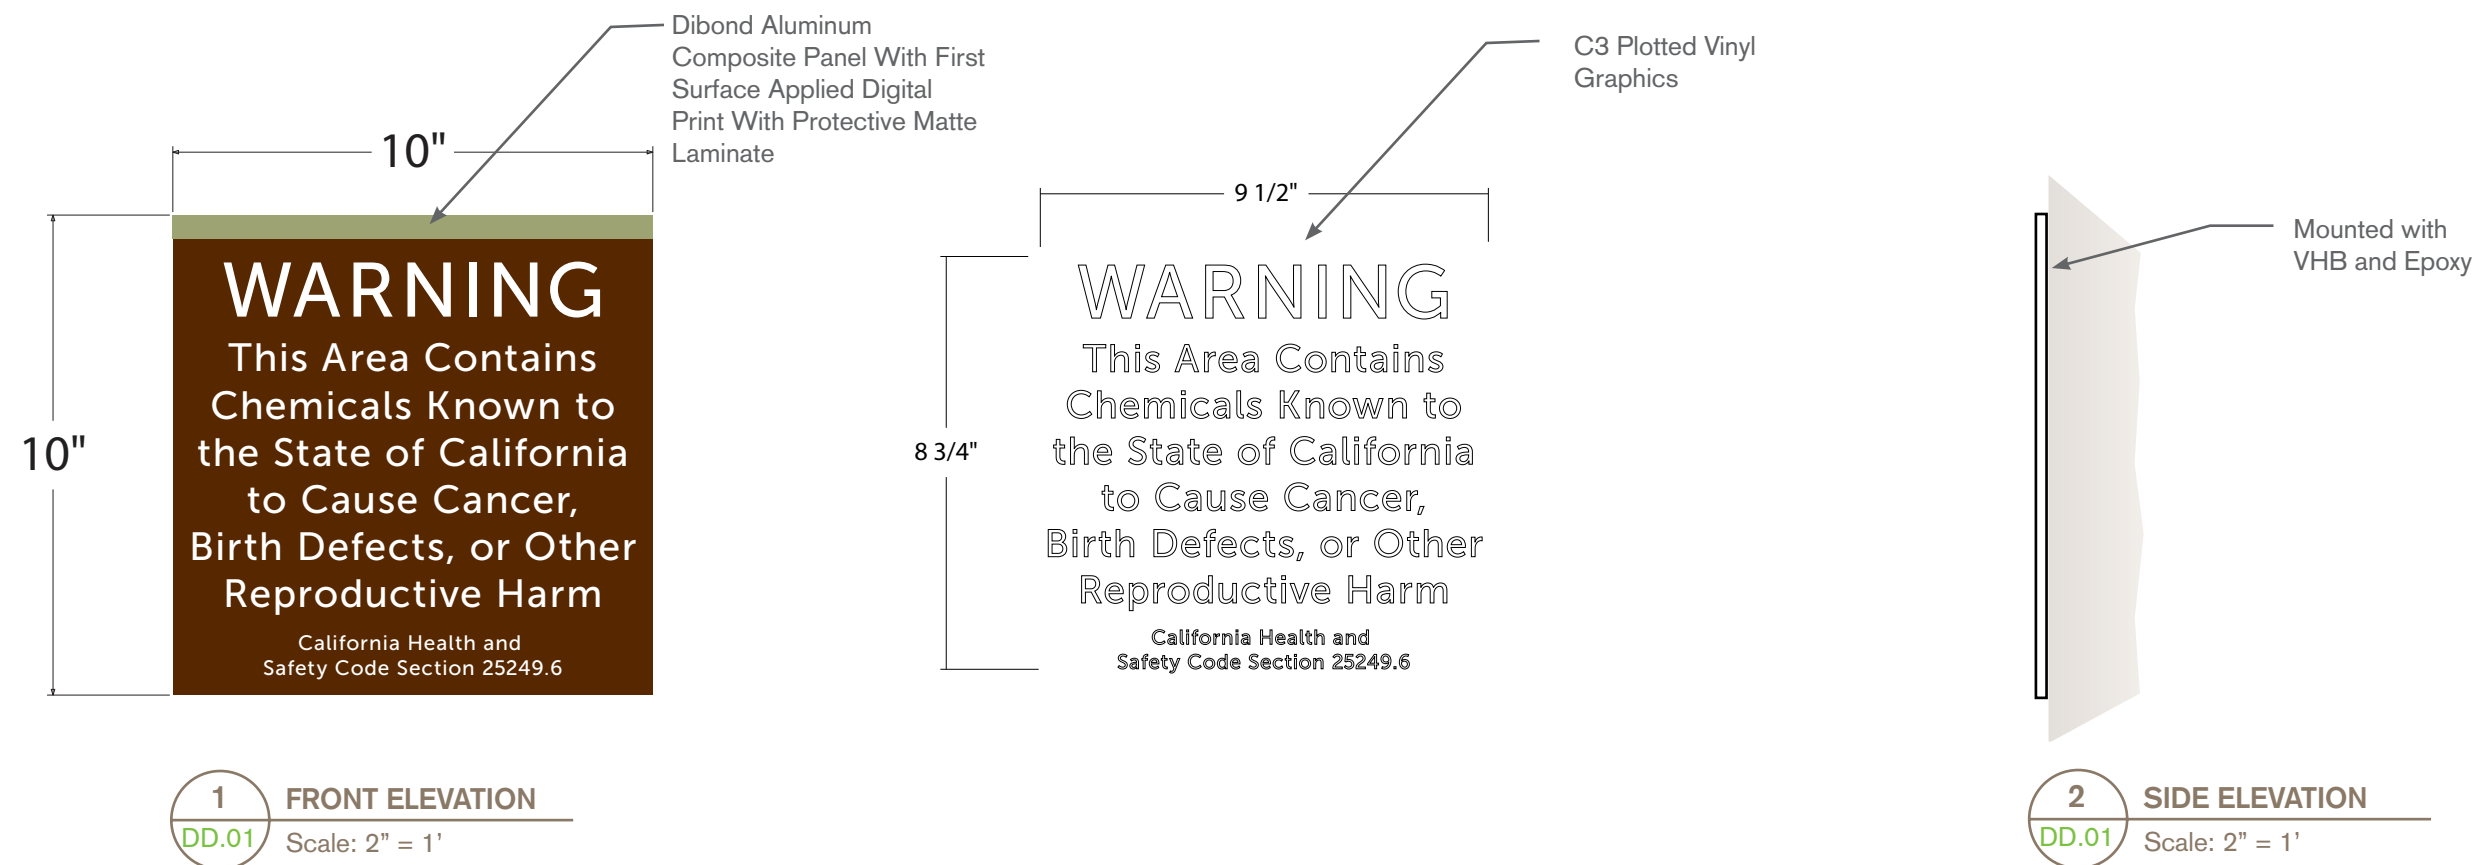 Dibond Aluminum
Composite Panel With First
Surface Applied Digital
Print With Protective Matte
Laminate
10"
10"
WARNING
This Area Contains
Chemicals Known to
the State of California
to Cause Cancer,
Birth Defects, or Other
Reproductive Harm
California Health and
Safety Code Section 25249.6
1
DD.01
FRONT ELEVATION
Scale: 2” = 1’
C3 Plotted Vinyl
Graphics
9 1/2"
8 3/4"
WARNING
This Area Contains
Chemicals Known to
the State of California
to Cause Cancer,
Birth Defects, or Other
Reproductive Harm
California Health and
Safety Code Section 25249.6
Mounted with
VHB and Epoxy
2
DD.01
SIDE ELEVATION
Scale: 2” = 1’